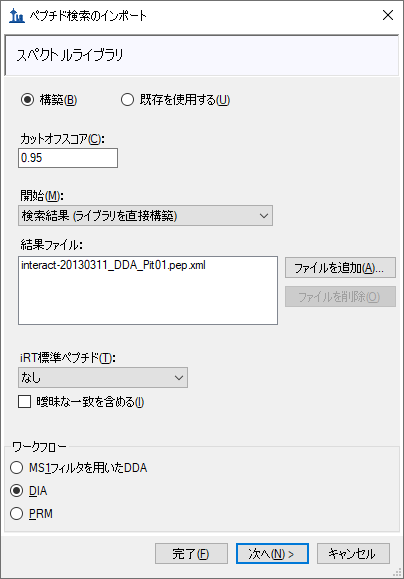 ペプチド検索のインポート
スペクトルライブラリ
構築(B)
既存を使用する(U)
カットオフスコア(C):
0.95
開始(M):
検索結果 (ライブラリを直接構築)
結果ファイル:
interact-20130311_DDA_Pit01.pep.xml
ファイルを追加(A)...
ファイルを削除(O)
iRT標準ペプチド(T):
なし
曖昧な一致を含める(I)
ワークフロー
MS1フィルタを用いたDDA
DIA
PRM
完了(F)
次へ(N) >
キャンセル